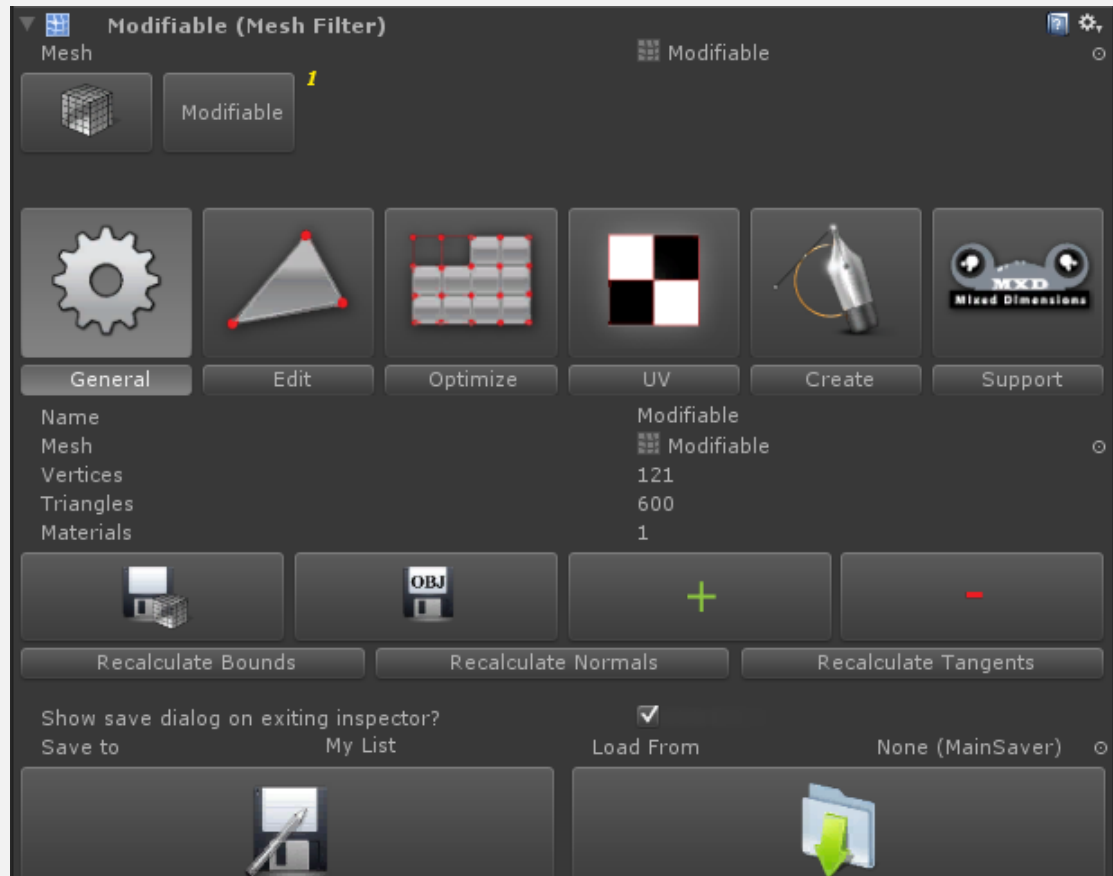 Modifiable (Mesh Filter)
Mesh Modifiable
Modifiable 1
MXD
Mixed Dimensions
General Edit Optimize UV Create Support
Name Modifiable
Mesh Modifiable
Vertices 121
Triangles 600
Materials 1
OBJ
Recalculate Bounds Recalculate Normals Recalculate Tangents
Show save dialog on exiting inspector?
Save to My List Load From None (MainSaver)